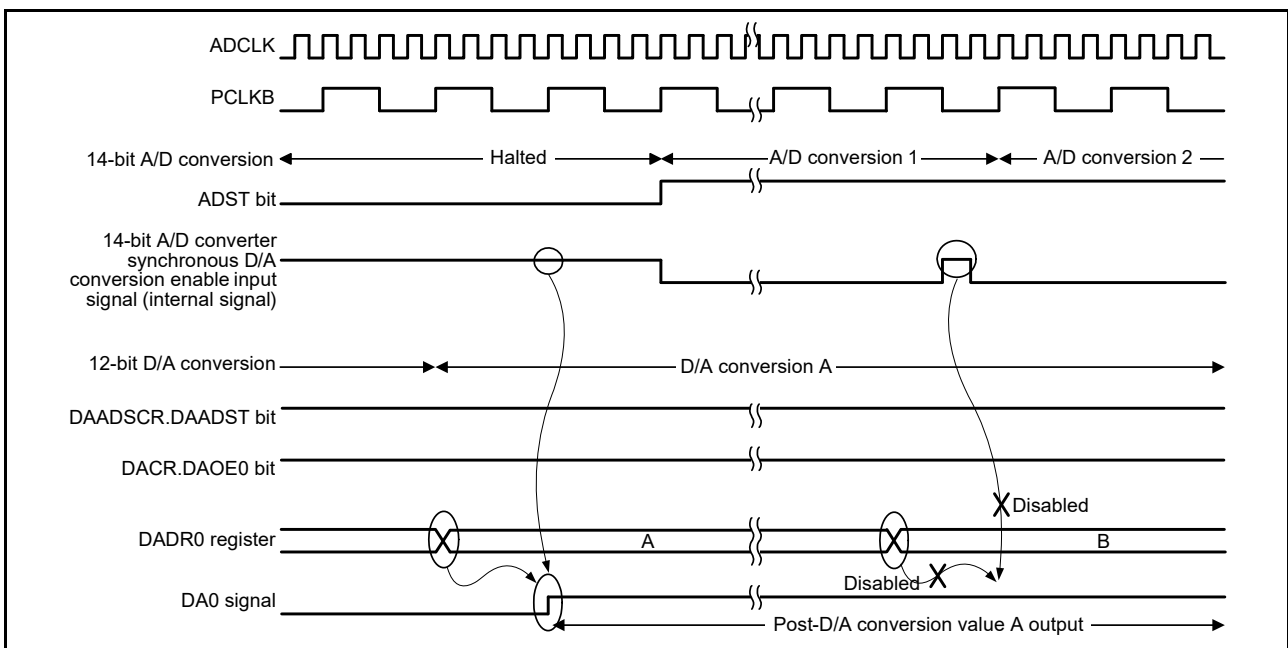 ADCLK
PCLKB
14-bit A/D conversion
Halted
A/D conversion 1
A/D conversion 2
ADST bit
14-bit A/D converter
synchronous D/A
conversion enable input
signal (internal signal)
12-bit D/A conversion
D/A conversion A
DAADSCR.DAADST bit
DACR.DAOE0 bit
Disabled
DADR0 register
A
B
Disabled
DA0 signal
Post-D/A conversion value A output